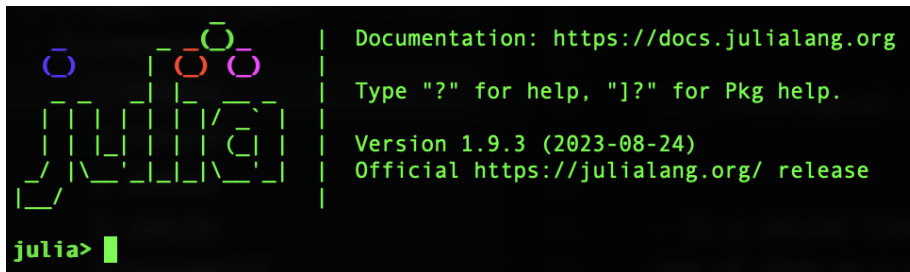 julia
Documentation: https://docs.julialang.org
Type "?" for help, "]?" for Pkg help.
Version 1.9.3 (2023-08-24)
Official https://julialang.org/ release
julia>